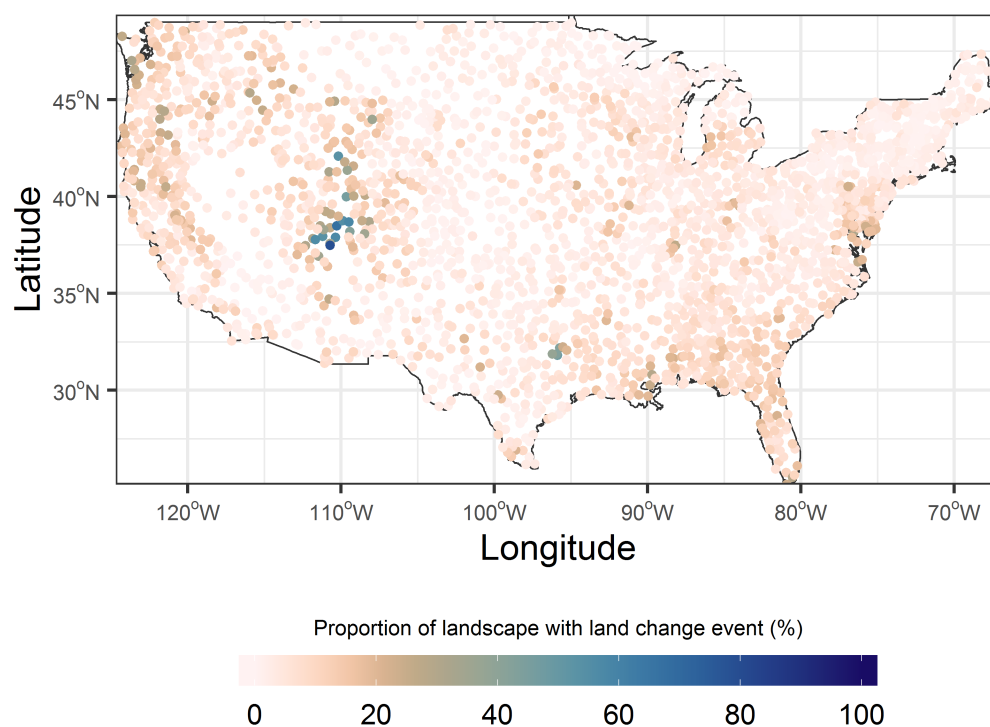 Latitude
45°N
40°N
35°N
30°N
120°W 110°W 100°W 90°W 80°W 70°W
Longitude
Proportion of landscape with land change event (%)
0 20 40 60 80 100